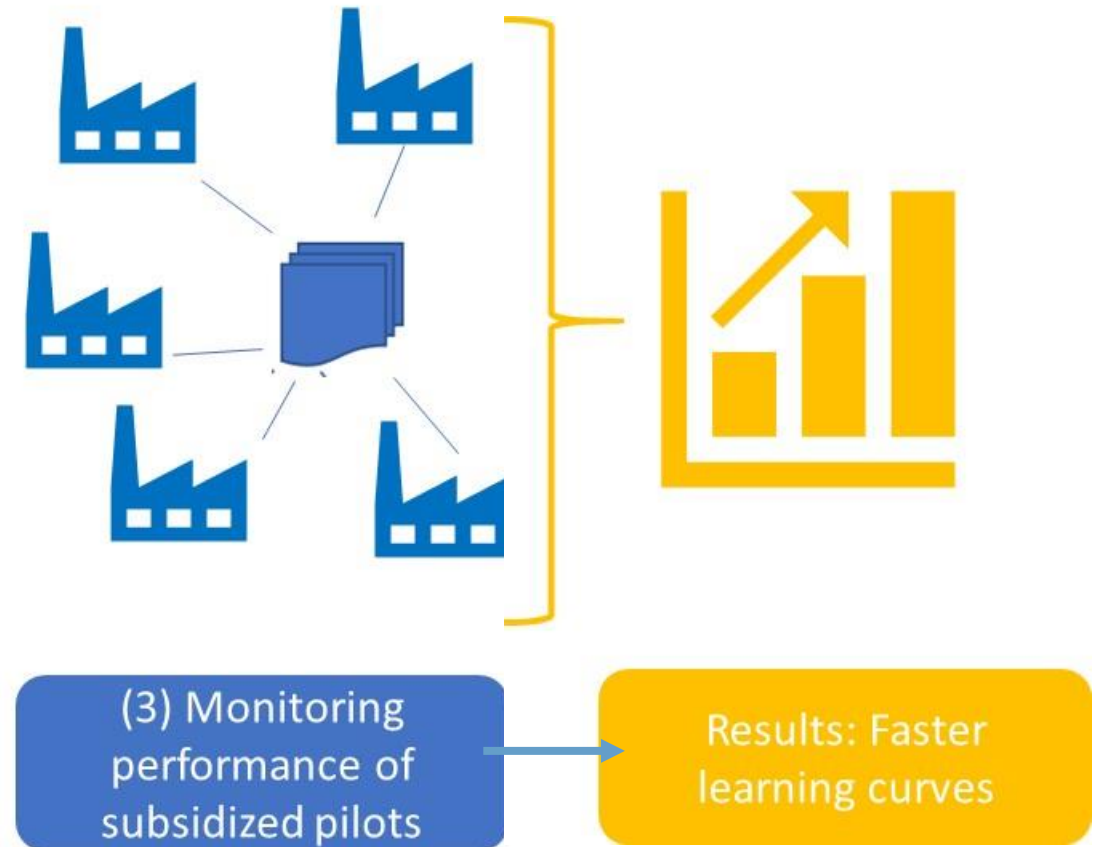 (3) Monitoring
performance of
subsidized pilots
Results: Faster
learning curves